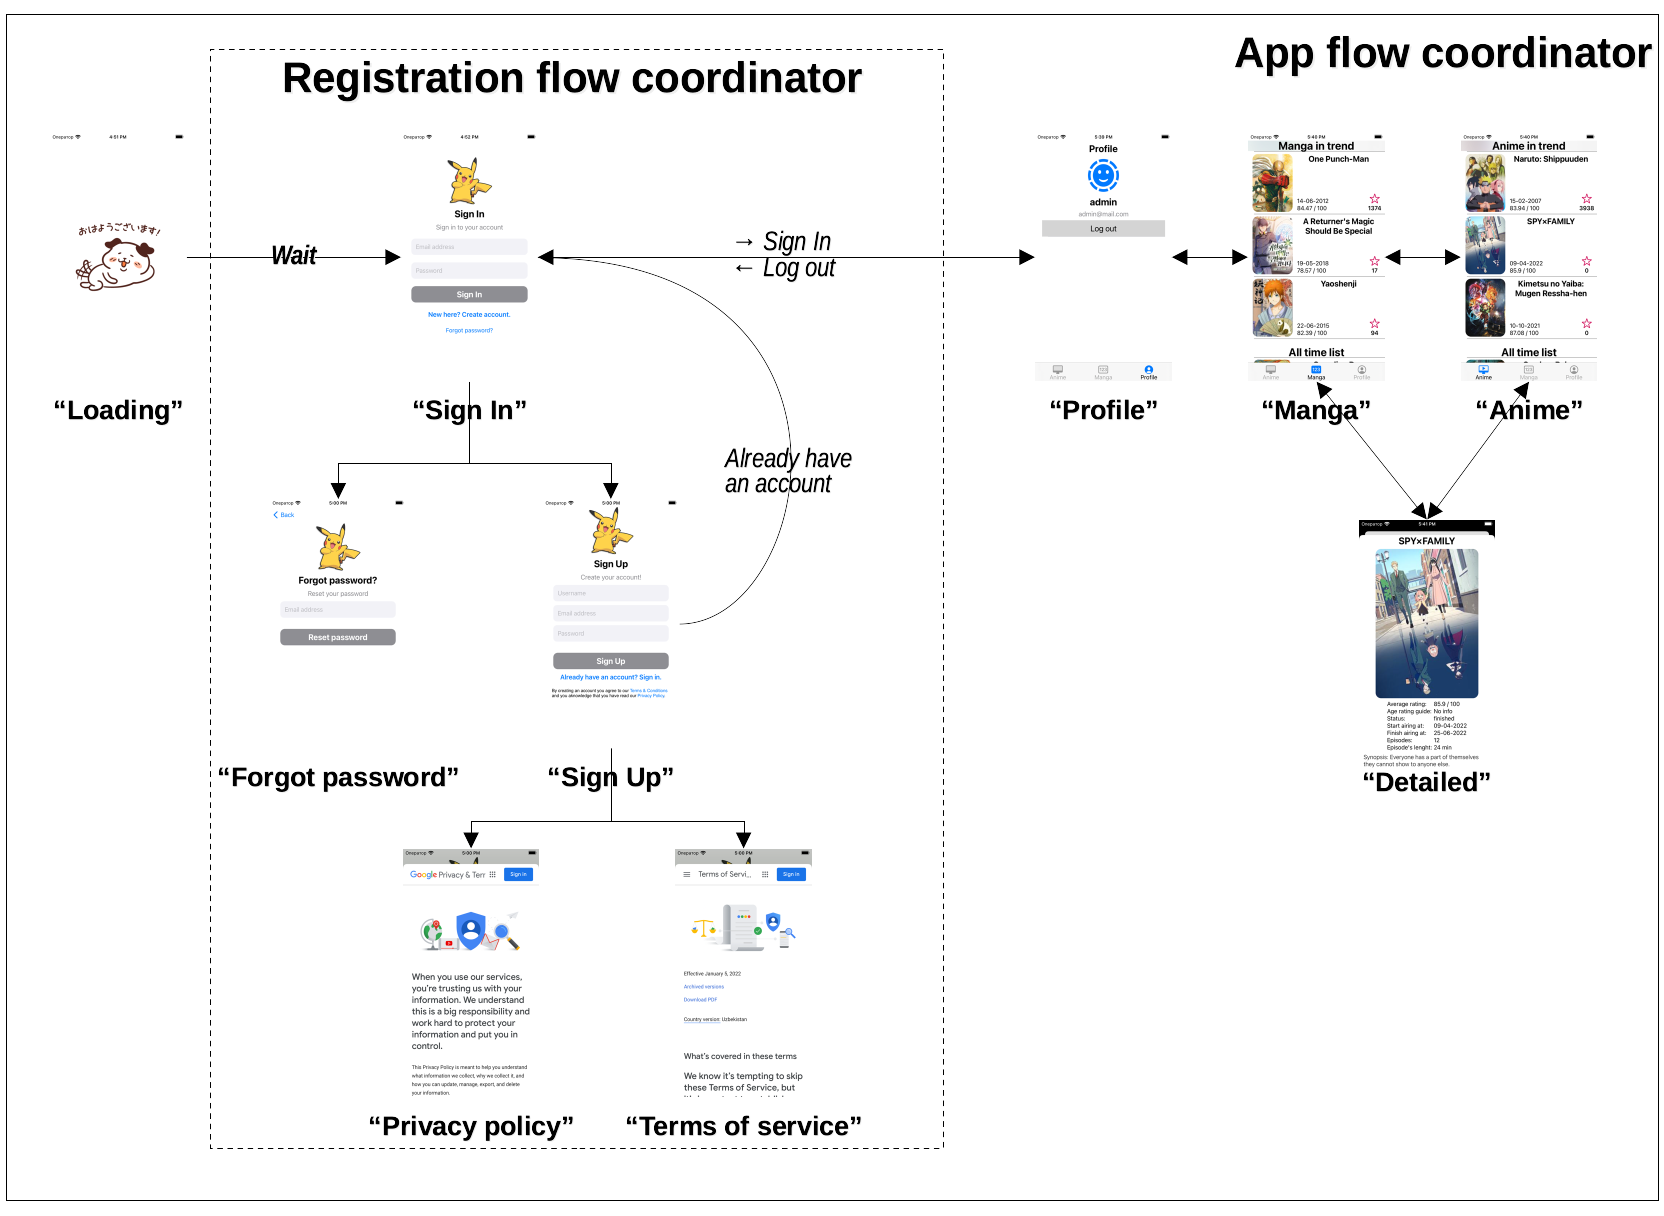 App flow coordinator
Registration flow coordinator
Оператор 4:51 PM
おはようございます!
“Loading”
Wait
Оператор 4:52 PM
Sign In
Sign in to your account
Email address
Password
Sign In
New here? Create account.
Forgot password?
“Sign In”
→ Sign In
← Log out
Already have
an account
Оператор 5:00 PM
Back
Forgot password?
Reset your password
Email address
Reset password
“Forgot password”
Оператор 5:00 PM
Sign Up
Create your account!
Username
Email address
Password
Sign Up
Already have an account? Sign in.
By creating an account you agree to our Terms & Conditions
and you aknowledge that you have read our Privacy Policy.
“Sign Up”
Оператор 5:00 PM
Google Privacy & Terr
Sign in
When you use our services,
you're trusting us with your
information. We understand
this is a big responsibility and
work hard to protect your
information and put you in
control.
This Privacy Policy is meant to help you understand
what information we collect, why we collect it, and
how you can update, manage, export, and delete
your information.
“Privacy policy”
Оператор 5:00 PM
Terms of Servi...
Sign in
Effective January 5, 2022
Archived versions
Download PDF
Country version: Uzbekistan
What's covered in these terms
We know it's tempting to skip
these Terms of Service, but
“Terms of service”
Оператор 5:39 PM
Profile
admin
admin@mail.com
Log out
Anime Manga Profile
“Profile”
Оператор 5:40 PM
Manga in trend
One Punch-Man
14-06-2012
84.47 / 100 1374
A Returner's Magic
Should Be Special
19-05-2018
78.57 / 100 17
Yaoshenji
22-06-2015
82.39 / 100 94
All time list
Anime Manga Profile
“Manga”
Оператор 5:40 PM
Anime in trend
Naruto: Shippuuden
15-02-2007
83.94 / 100 3938
SPY×FAMILY
09-04-2022
85.9 / 100 0
Kimetsu no Yaiba:
Mugen Ressha-hen
10-10-2021
87.08 / 100 0
All time list
Anime Manga Profile
“Anime”
Оператор 5:41 PM
SPY×FAMILY
Average rating: 85.9 / 100
Age rating guide: No info
Status: finished
Start airing at: 09-04-2022
Finish airing at: 25-06-2022
Episodes: 12
Episode's lenght: 24 min
Synopsis: Everyone has a part of themselves
they cannot show to anyone else.
“Detailed”